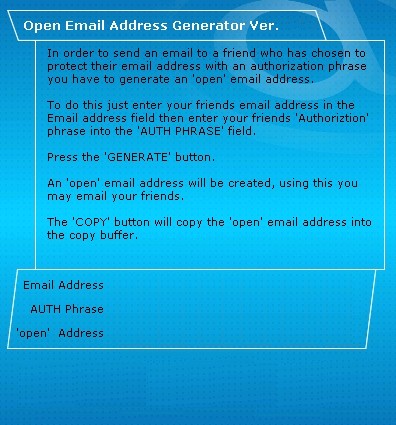 Open Email Address Generator Ver.
In order to send an email to a friend who has chosen to
protect their email address with an authorization phrase
you have to generate an 'open' email address.
To do this just enter your friends email address in the
Email address field then enter your friends 'Authoriztion'
phrase into the 'AUTH PHRASE' field.
Press the 'GENERATE' button.
An 'open' email address will be created, using this you
may email your friends.
The 'COPY' button will copy the 'open' email address into
the copy buffer.
Email Address
AUTH Phrase
'open' Address